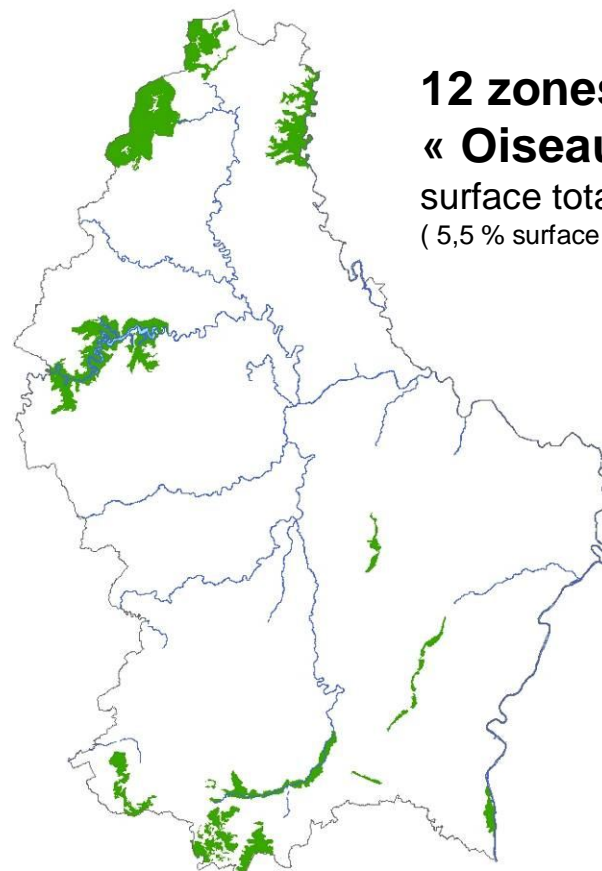 12 zones
« Oiseau
surface tota
( 5,5 % surface